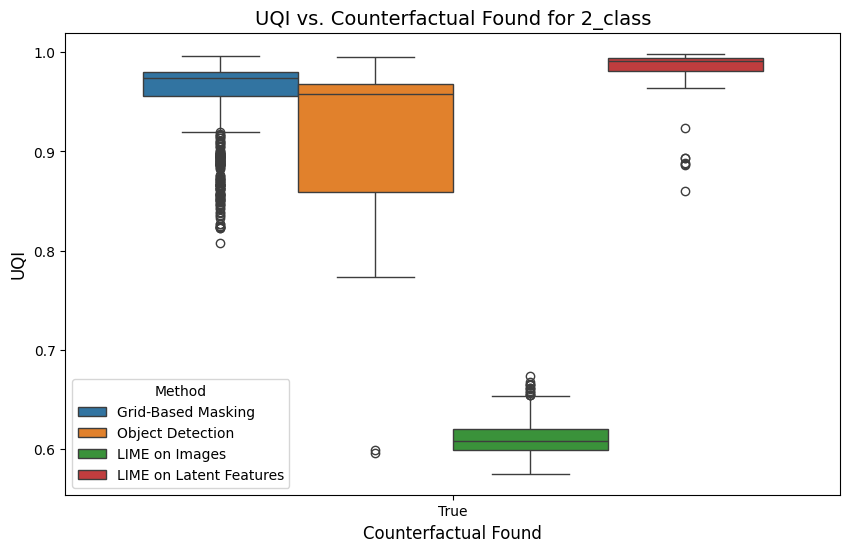 UQI vs. Counterfactual Found for 2_class
1.0
0.9
0.8
0.7
0.6
UQI
Method
Grid-Based Masking
Object Detection
LIME on Images
LIME on Latent Features
True
Counterfactual Found